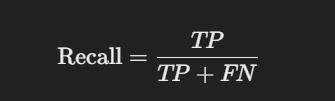 Recall = TP / (TP + FN)